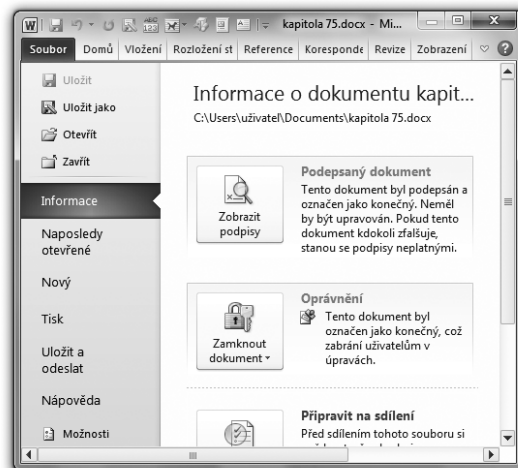 kapitola 75.docx - Mi...
Soubor Domů Vložení Rozložení st Reference Koresponde Revize Zobrazení
Uložit
Uložit jako
Otevřít
Zavřít
Informace
Naposledy
otevřené
Nový
Tisk
Uložit a
odeslat
Nápověda
Možnosti
Informace o dokumentu kapit...
C:\Users\uživatel\Documents\kapitola 75.docx
Zobrazit
podpisy
Podepsaný dokument
Tento dokument byl podepsán a
označen jako konečný. Neměl
by být upravován. Pokud tento
dokument kdokoli zfalšuje,
stanou se podpisy neplatnými.
Zamknout
dokument
Oprávnění
Tento dokument byl
označen jako konečný, což
zabrání uživatelům v
úpravách.
Připravit na sdílení
Před sdílením tohoto souboru si